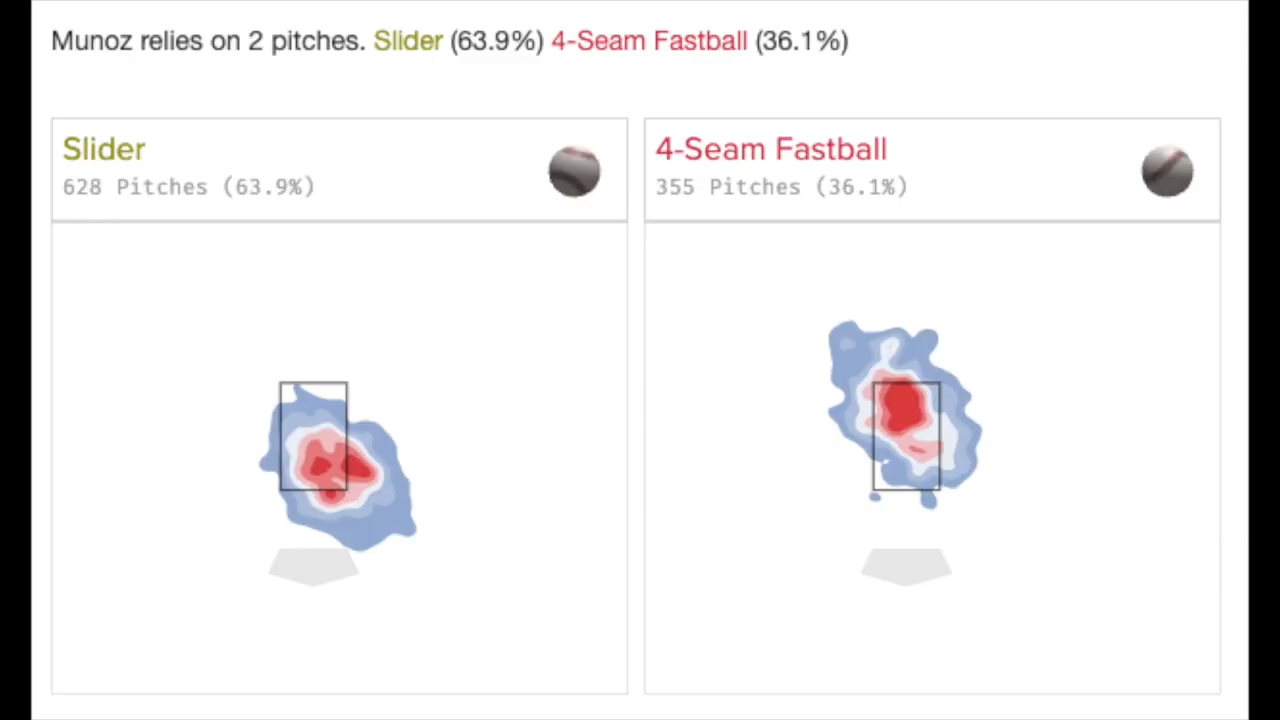 Munoz relies on 2 pitches. Slider (63.9%) 4-Seam Fastball (36.1%)
Slider
628 Pitches (63.9%)
4-Seam Fastball
355 Pitches (36.1%)